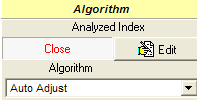 Algorithm
Analyzed Index
Close Edit
Algorithm
Auto Adjust